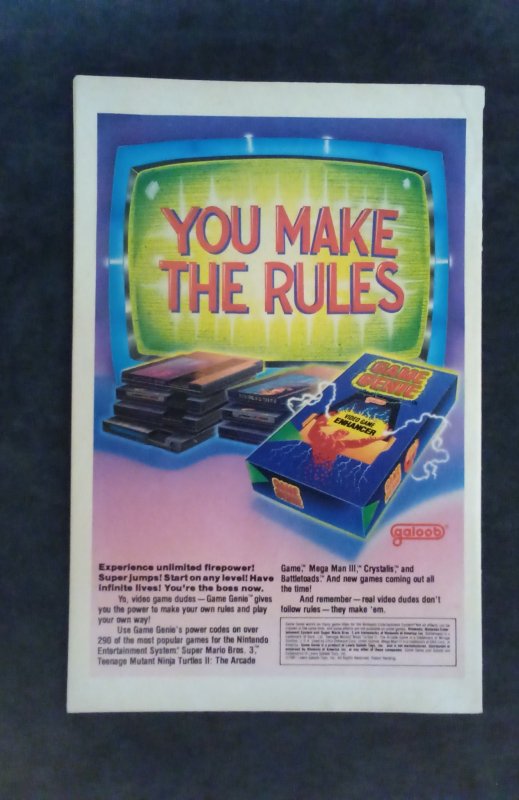 YOU MAKE
THE RULES
GAME
GENIE
galoob
VIDEO GAME
ENHANCER
GAME
GENIE
galoob®
Experience unlimited firepower!
Super jumps! Start on any level! Have
infinite lives! You're the boss now.
Yo, video game dudes — Game Genie™ gives
you the power to make your own rules and play
your own way!
Use Game Genie's power codes on over
290 of the most popular games for the Nintendo
Entertainment System,® Super Mario Bros. 3,™
Teenage Mutant Ninja Turtles II: The Arcade
Game,™ Mega Man III,™ Crystalis,™ and
Battletoads.™ And new games coming out all
the time!
And remember — real video dudes don't
follow rules — they make 'em.